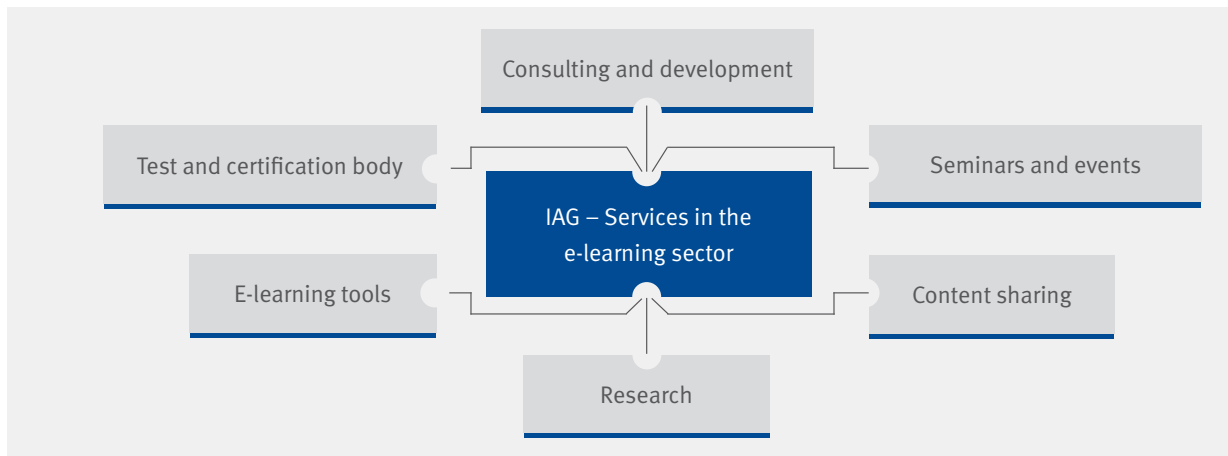 Consulting and development
Test and certification body
Seminars and events
IAG – Services in the
e-learning sector
E-learning tools
Content sharing
Research